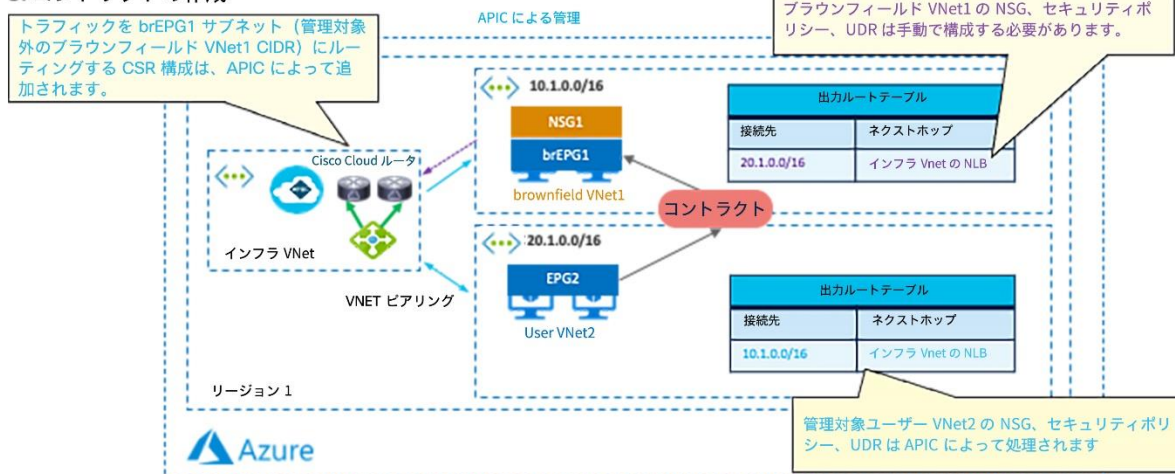 トラフィックを brEPG1 サブネット（管理対象
外のブラウンフィールド VNet1 CIDR）にルー
ティングする CSR 構成は、APIC によって追
加されます。
APIC による管理
ブラウンフィールド VNet1 の NSG、セキュリティポ
リシー、UDR は手動で構成する必要があります。
10.1.0.0/16
NSG1
brEPG1
brownfield VNet1
出力ルートテーブル
接続先
ネクストホップ
20.1.0.0/16
インフラ Vnet の NLB
Cisco Cloud ルータ
インフラ VNet
コントラクト
VNET ピアリング
20.1.0.0/16
EPG2
User VNet2
出力ルートテーブル
接続先
ネクストホップ
10.1.0.0/16
インフラ Vnet の NLB
リージョン 1
管理対象ユーザー VNet2 の NSG、セキュリティポリ
シー、UDR は APIC によって処理されます
Azure